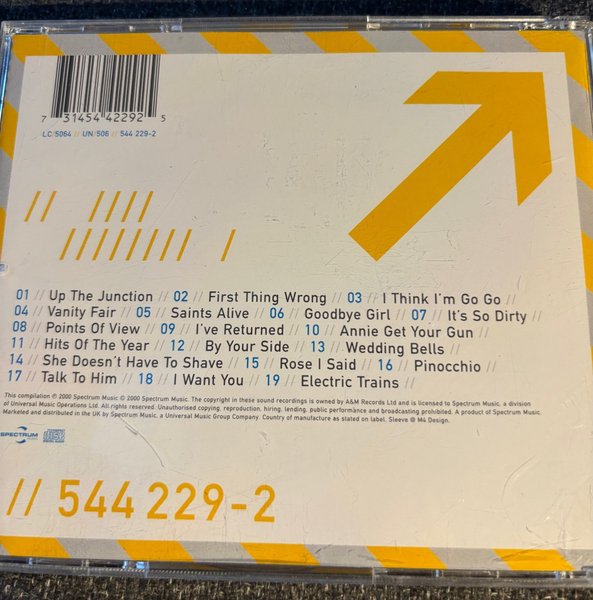 7 31454 42292 5
LC/5064 // UN/506 // 544 229-2
// ////
//////// /
01 // Up The Junction // 02 // First Thing Wrong // 03 // I Think I'm Go Go //
04 // Vanity Fair // 05 // Saints Alive // 06 // Goodbye Girl // 07 // It's So Dirty //
08 // Points Of View // 09 // I've Returned // 10 // Annie Get Your Gun //
11 // Hits Of The Year // 12 // By Your Side // 13 // Wedding Bells //
14 // She Doesn't Have To Shave // 15 // Rose I Said // 16 // Pinocchio //
17 // Talk To Him // 18 // I Want You // 19 // Electric Trains //
This compilation ℗ 2000 Spectrum Music © 2000 Spectrum Music. The copyright in these sound recordings is owned by A&M Records Ltd and is licensed to Spectrum Music, a division
of Universal Music Operations Ltd. All rights reserved. Unauthorised copying, reproduction, hiring, lending, public performance and broadcasting prohibited. A product of Spectrum Music.
Marketed and distributed in the UK by Spectrum Music, a Universal Music Group Company. Country of manufacture as stated on label. Sleeve @ M4 Design.
SPECTRUM
// 544 229-2